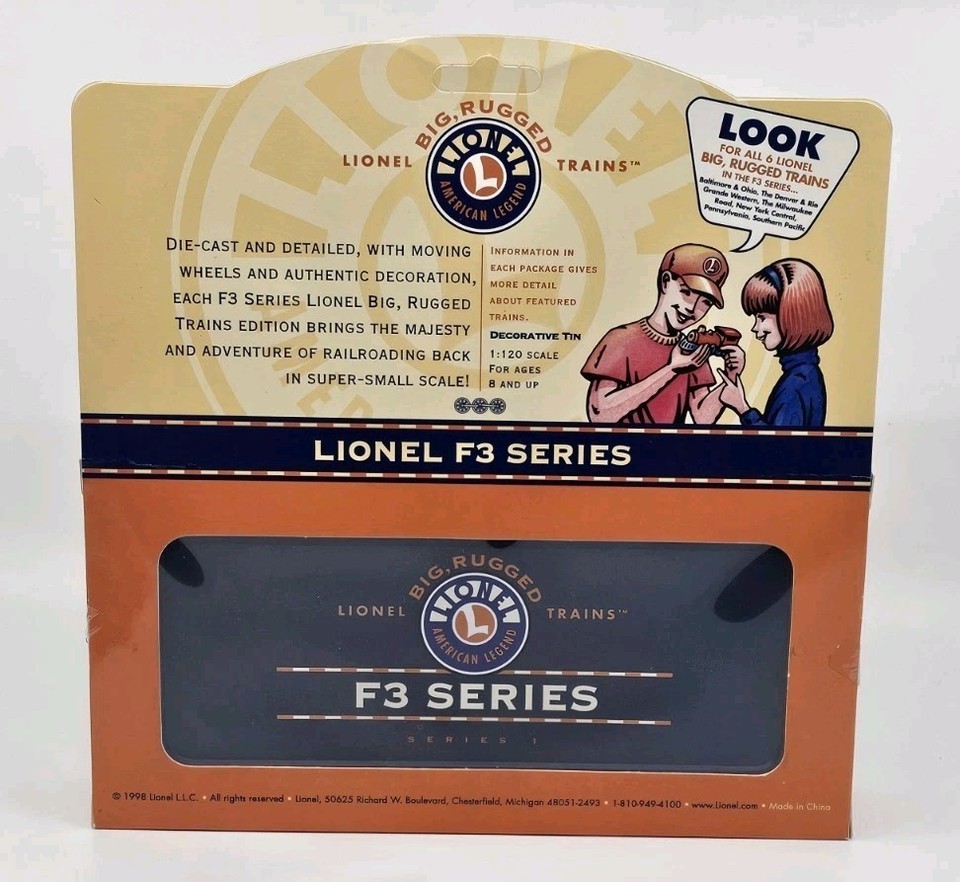 LIONEL
BIG, RUGGED
LIONEL TRAINS™
LIONEL
L
AMERICAN LEGEND
LOOK
FOR ALL 6 LIONEL
BIG, RUGGED TRAINS
IN THE F3 SERIES...
Baltimore & Ohio, The Denver & Rio
Grande Western, The Milwaukee
Road, New York Central,
Pennsylvania, Southern Pacific
DIE-CAST AND DETAILED, WITH MOVING
WHEELS AND AUTHENTIC DECORATION,
EACH F3 SERIES LIONEL BIG, RUGGED
TRAINS EDITION BRINGS THE MAJESTY
AND ADVENTURE OF RAILROADING BACK
IN SUPER-SMALL SCALE!
INFORMATION IN
EACH PACKAGE GIVES
MORE DETAIL
ABOUT FEATURED
TRAINS.
DECORATIVE TIN
1:120 SCALE
FOR AGES
8 AND UP
L
LIONEL F3 SERIES
BIG, RUGGED
LIONEL TRAINS™
LIONEL
L
AMERICAN LEGEND
F3 SERIES
SERIES 1
© 1998 Lionel L.L.C. • All rights reserved • Lionel, 50625 Richard W. Boulevard, Chesterfield, Michigan 48051-2493 • 1-810-949-4100 • www.Lionel.com • Made in China